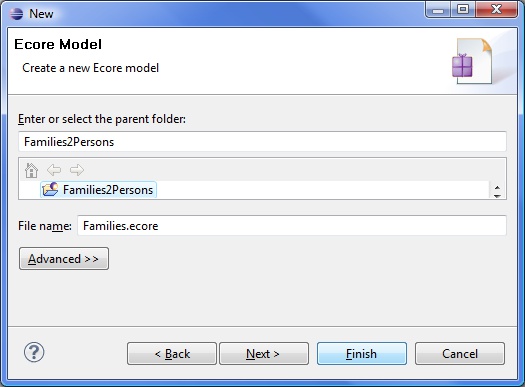 New
Ecore Model
Create a new Ecore model
Enter or select the parent folder:
Families2Persons
Families2Persons
File name: Families.ecore
Advanced >>
? < Back Next > Finish Cancel